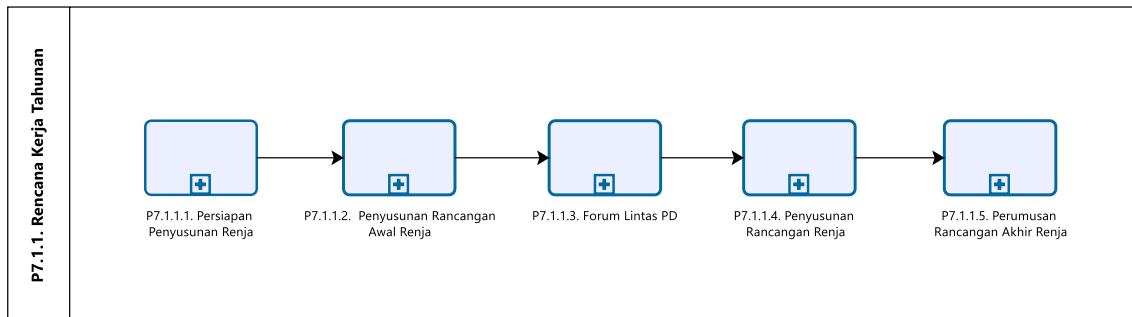 P7.1.1. Rencana Kerja Tahunan
P7.1.1.1. Persiapan
Penyusunan Renja
P7.1.1.2.  Penyusunan Rancangan
Awal Renja
P7.1.1.3. Forum Lintas PD
P7.1.1.4. Penyusunan
Rancangan Renja
P7.1.1.5. Perumusan
Rancangan Akhir Renja